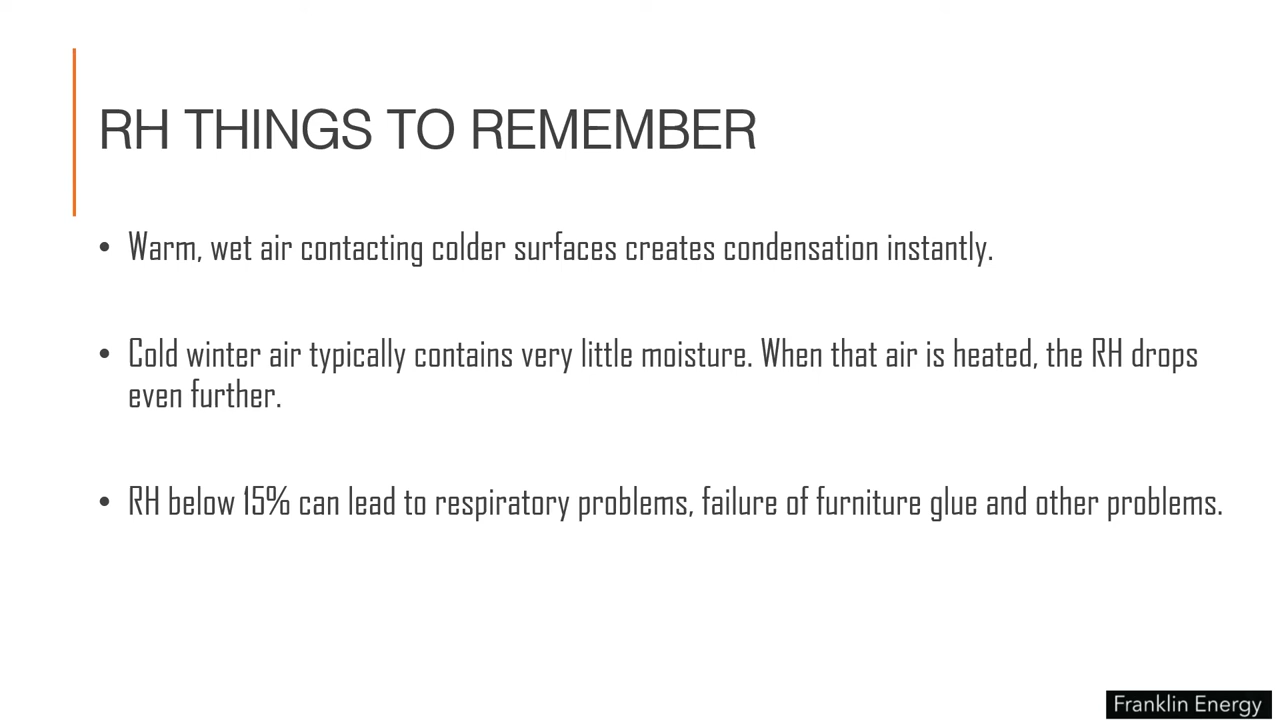 RH THINGS TO REMEMBER
• Warm, wet air contacting colder surfaces creates condensation instantly.
• Cold winter air typically contains very little moisture. When that air is heated, the RH drops
even further.
• RH below 15% can lead to respiratory problems, failure of furniture glue and other problems.
Franklin Energy